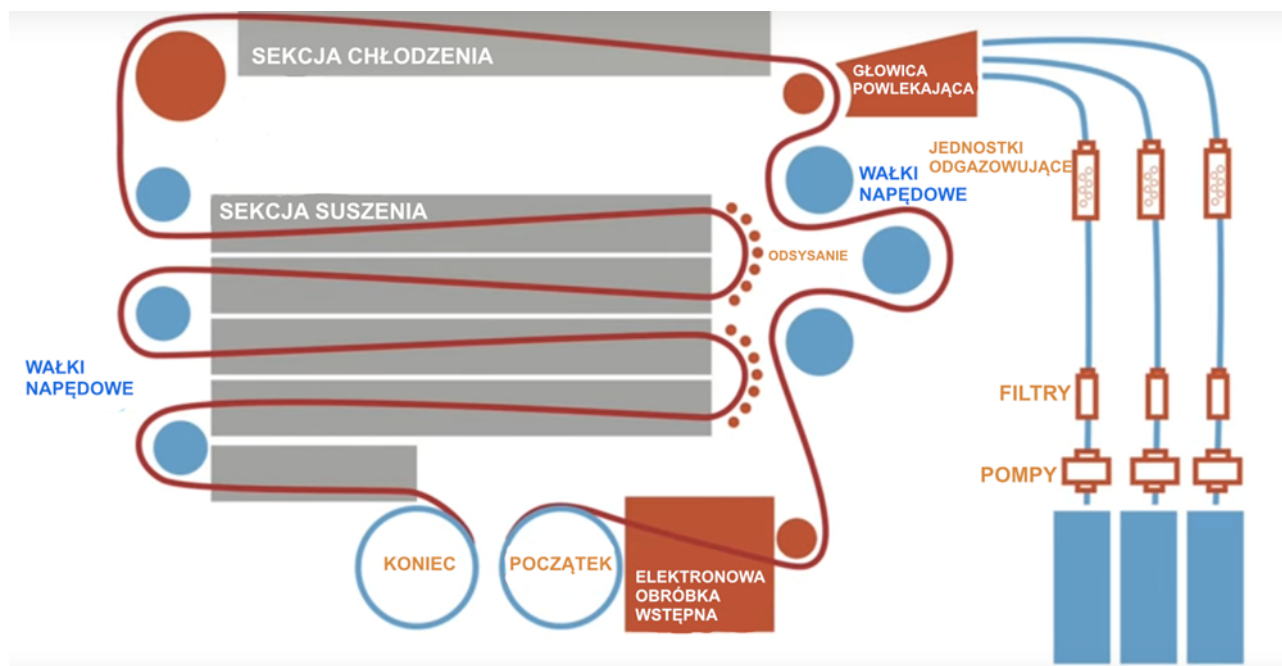 SEKCJA CHŁODZENIA
GŁOWICA
POWLEKAJĄCA
JEDNOSTKI
ODGAZOWUJĄCE
WAŁKI
NAPĘDOWE
SEKCJA SUSZENIA
ODSYSANIE
WAŁKI
NAPĘDOWE
FILTRY
POMPY
KONIEC
POCZĄTEK
ELEKTRONOWA
OBRÓBKA
WSTĘPNA